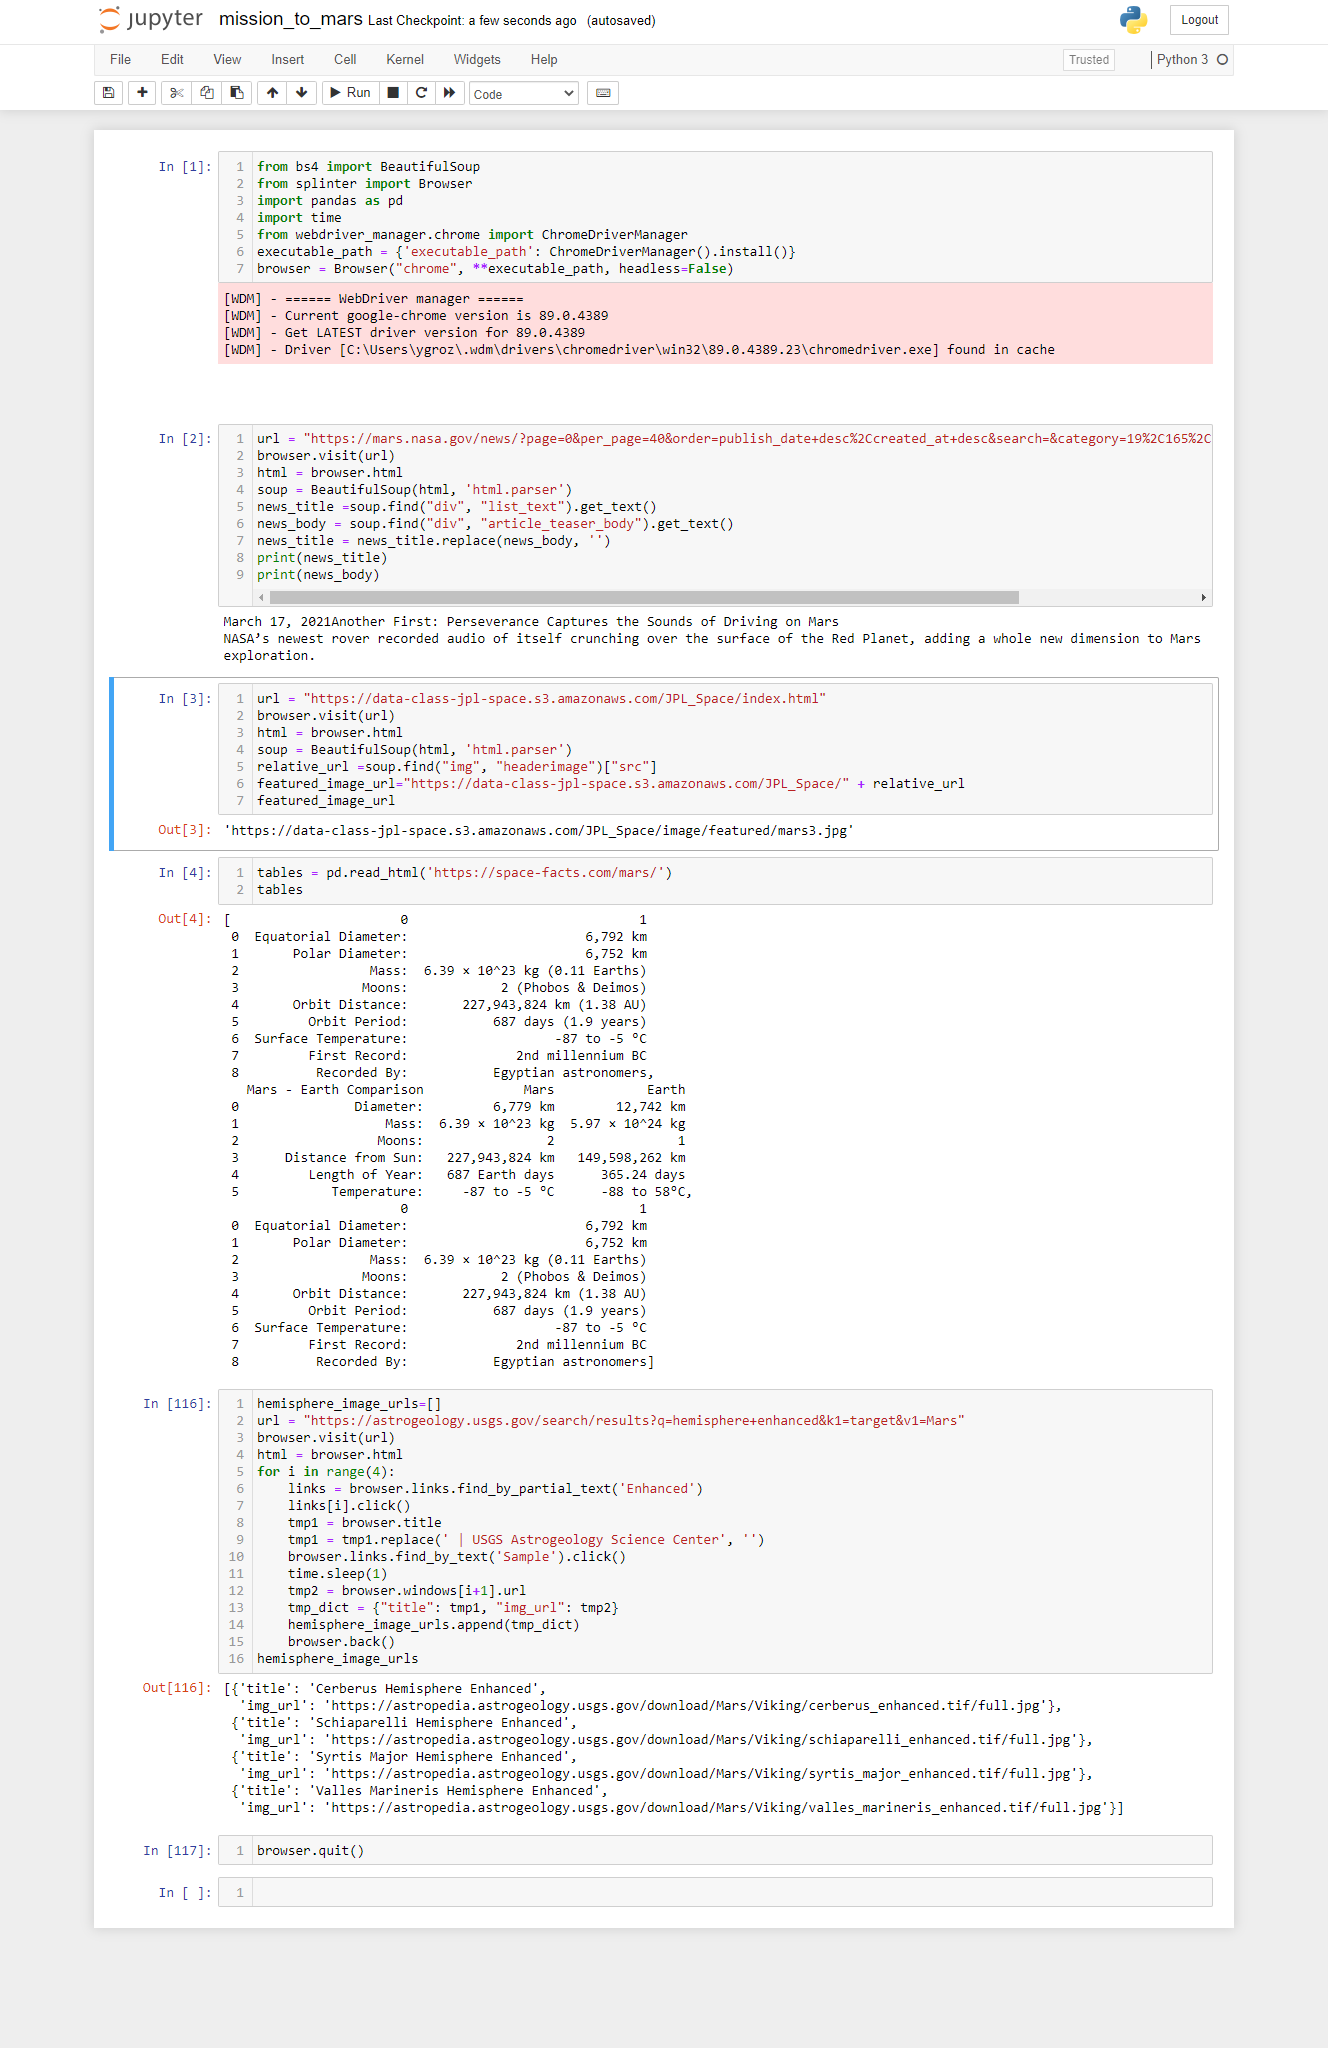 jupyter mission_to_mars Last Checkpoint: a few seconds ago (autosaved) Logout
File Edit View Insert Cell Kernel Widgets Help Trusted Python 3
Run Code
In [1]: 1 from bs4 import BeautifulSoup
2 from splinter import Browser
3 import pandas as pd
4 import time
5 from webdriver_manager.chrome import ChromeDriverManager
6 executable_path = {'executable_path': ChromeDriverManager().install()}
7 browser = Browser("chrome", **executable_path, headless=False)
[WDM] - ====== WebDriver manager ======
[WDM] - Current google-chrome version is 89.0.4389
[WDM] - Get LATEST driver version for 89.0.4389
[WDM] - Driver [C:\Users\ygroz\.wdm\drivers\chromedriver\win32\89.0.4389.23\chromedriver.exe] found in cache
In [2]: 1 url = "https://mars.nasa.gov/news/?page=0&per_page=40&order=publish_date+desc%2Ccreated_at+desc&search=&category=19%2C165%2C
2 browser.visit(url)
3 html = browser.html
4 soup = BeautifulSoup(html, 'html.parser')
5 news_title =soup.find("div", "list_text").get_text()
6 news_body = soup.find("div", "article_teaser_body").get_text()
7 news_title = news_title.replace(news_body, '')
8 print(news_title)
9 print(news_body)
March 17, 2021Another First: Perseverance Captures the Sounds of Driving on Mars
NASA’s newest rover recorded audio of itself crunching over the surface of the Red Planet, adding a whole new dimension to Mars
exploration.
In [3]: 1 url = "https://data-class-jpl-space.s3.amazonaws.com/JPL_Space/index.html"
2 browser.visit(url)
3 html = browser.html
4 soup = BeautifulSoup(html, 'html.parser')
5 relative_url =soup.find("img", "headerimage")["src"]
6 featured_image_url="https://data-class-jpl-space.s3.amazonaws.com/JPL_Space/" + relative_url
7 featured_image_url
Out[3]: 'https://data-class-jpl-space.s3.amazonaws.com/JPL_Space/image/featured/mars3.jpg'
In [4]: 1 tables = pd.read_html('https://space-facts.com/mars/')
2 tables
Out[4]: [ 0 1
0 Equatorial Diameter: 6,792 km
1 Polar Diameter: 6,752 km
2 Mass: 6.39 × 10^23 kg (0.11 Earths)
3 Moons: 2 (Phobos & Deimos)
4 Orbit Distance: 227,943,824 km (1.38 AU)
5 Orbit Period: 687 days (1.9 years)
6 Surface Temperature: -87 to -5 °C
7 First Record: 2nd millennium BC
8 Recorded By: Egyptian astronomers,
Mars - Earth Comparison Mars Earth
0 Diameter: 6,779 km 12,742 km
1 Mass: 6.39 × 10^23 kg 5.97 × 10^24 kg
2 Moons: 2 1
3 Distance from Sun: 227,943,824 km 149,598,262 km
4 Length of Year: 687 Earth days 365.24 days
5 Temperature: -87 to -5 °C -88 to 58°C,
0 1
0 Equatorial Diameter: 6,792 km
1 Polar Diameter: 6,752 km
2 Mass: 6.39 × 10^23 kg (0.11 Earths)
3 Moons: 2 (Phobos & Deimos)
4 Orbit Distance: 227,943,824 km (1.38 AU)
5 Orbit Period: 687 days (1.9 years)
6 Surface Temperature: -87 to -5 °C
7 First Record: 2nd millennium BC
8 Recorded By: Egyptian astronomers]
In [116]: 1 hemisphere_image_urls=[]
2 url = "https://astrogeology.usgs.gov/search/results?q=hemisphere+enhanced&k1=target&v1=Mars"
3 browser.visit(url)
4 html = browser.html
5 for i in range(4):
6 links = browser.links.find_by_partial_text('Enhanced')
7 links[i].click()
8 tmp1 = browser.title
9 tmp1 = tmp1.replace(' | USGS Astrogeology Science Center', '')
10 browser.links.find_by_text('Sample').click()
11 time.sleep(1)
12 tmp2 = browser.windows[i+1].url
13 tmp_dict = {"title": tmp1, "img_url": tmp2}
14 hemisphere_image_urls.append(tmp_dict)
15 browser.back()
16 hemisphere_image_urls
Out[116]: [{'title': 'Cerberus Hemisphere Enhanced',
'img_url': 'https://astropedia.astrogeology.usgs.gov/download/Mars/Viking/cerberus_enhanced.tif/full.jpg'},
{'title': 'Schiaparelli Hemisphere Enhanced',
'img_url': 'https://astropedia.astrogeology.usgs.gov/download/Mars/Viking/schiaparelli_enhanced.tif/full.jpg'},
{'title': 'Syrtis Major Hemisphere Enhanced',
'img_url': 'https://astropedia.astrogeology.usgs.gov/download/Mars/Viking/syrtis_major_enhanced.tif/full.jpg'},
{'title': 'Valles Marineris Hemisphere Enhanced',
'img_url': 'https://astropedia.astrogeology.usgs.gov/download/Mars/Viking/valles_marineris_enhanced.tif/full.jpg'}]
In [117]: 1 browser.quit()
In [ ]: 1